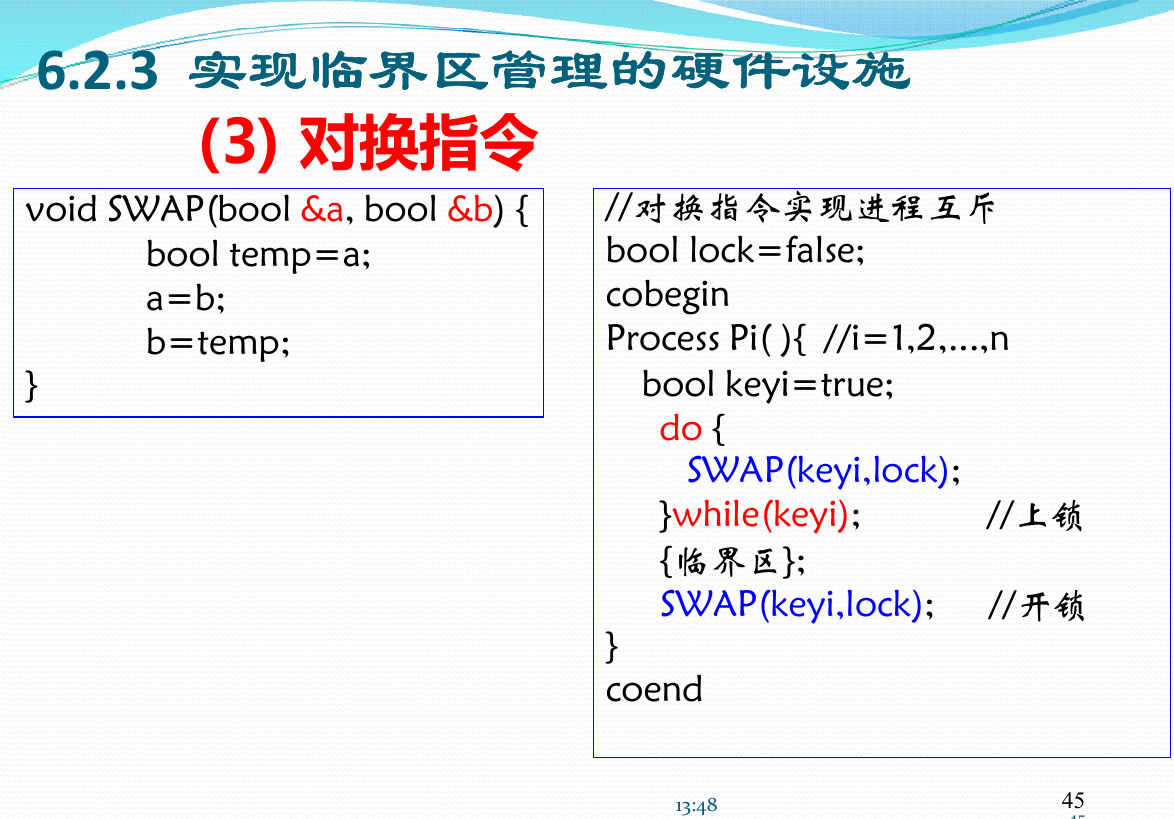 6.2.3 实现临界区管理的硬件设施
(3) 对换指令
void SWAP(bool &a, bool &b) {
bool temp=a;
a=b;
b=temp;
}
//对换指令实现进程互斥
bool lock=false;
cobegin
Process Pi( ){ //i=1,2,...,n
bool keyi=true;
do {
SWAP(keyi,lock);
}while(keyi); //上锁
{临界区};
SWAP(keyi,lock); //开锁
}
coend
13:48
45
45